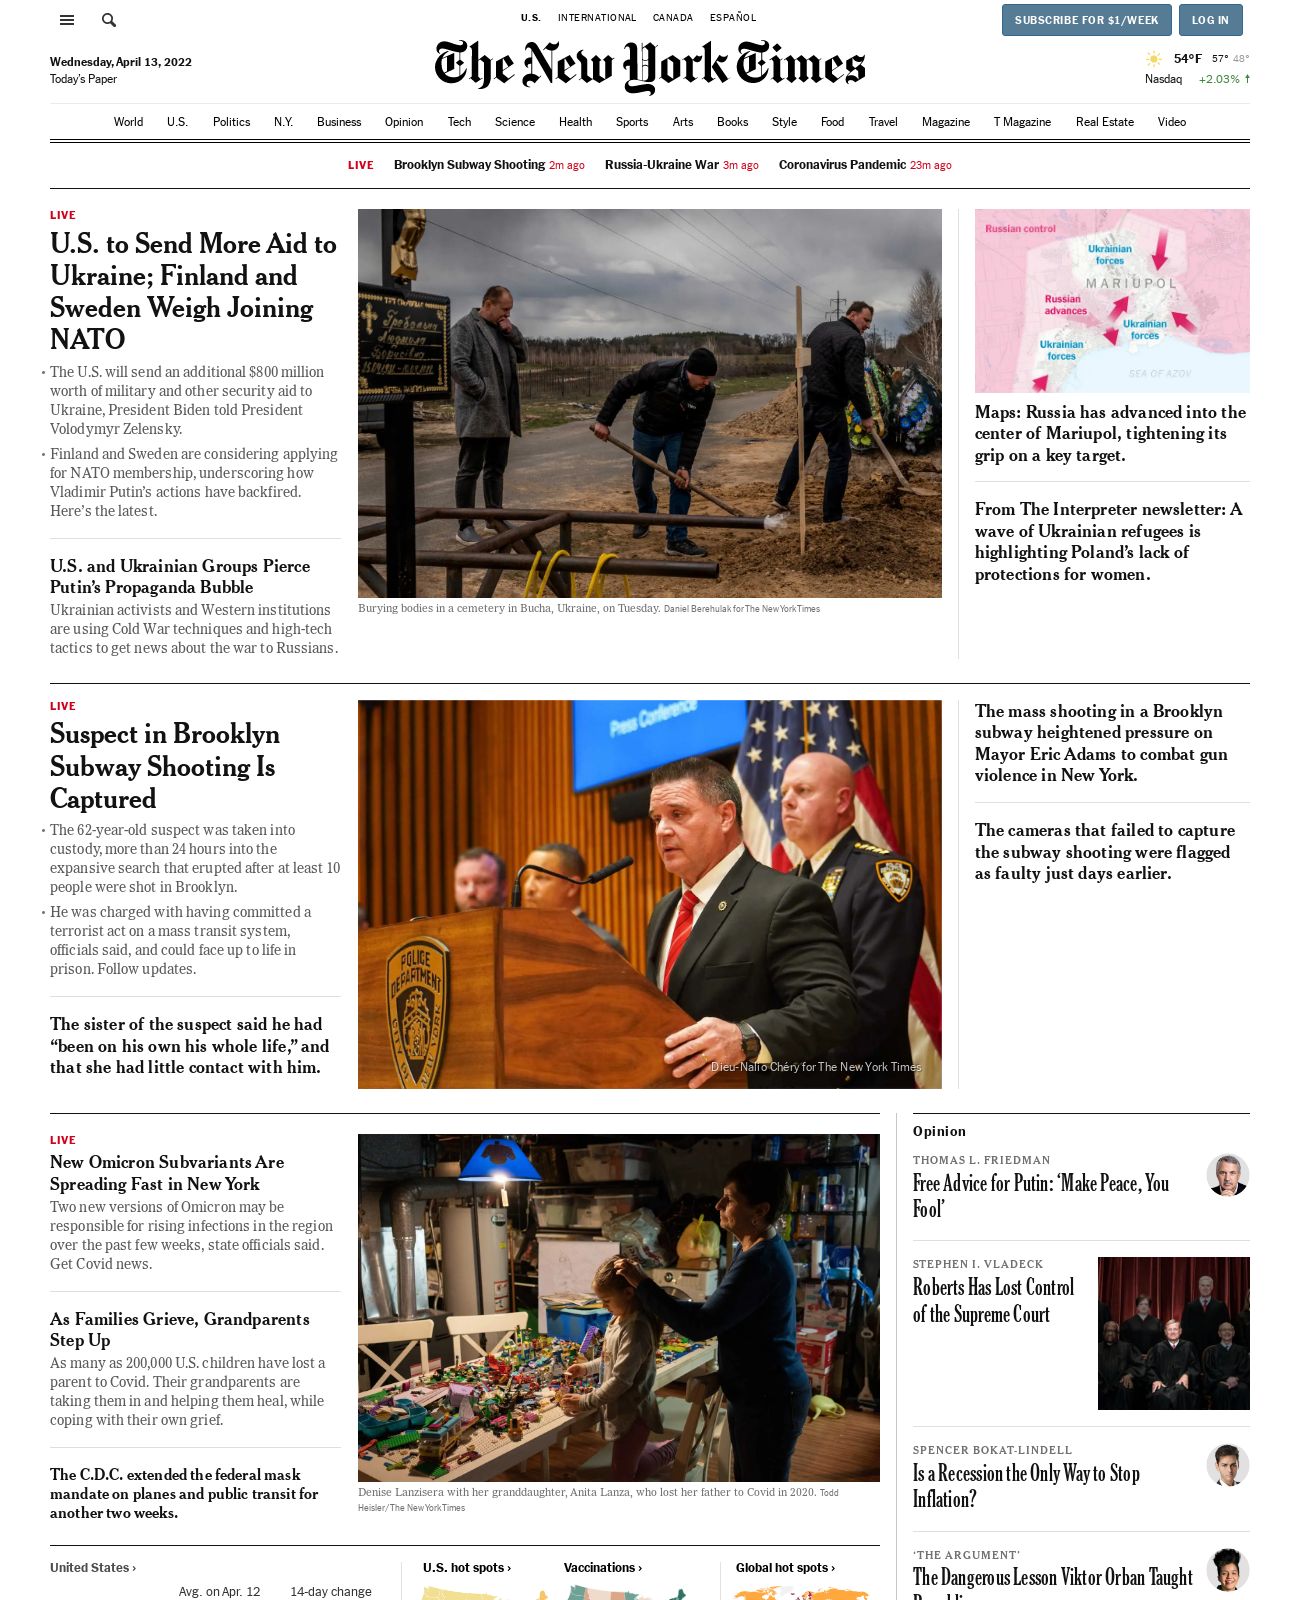 U.S. INTERNATIONAL CANADA ESPAÑOL
SUBSCRIBE FOR $1/WEEK LOG IN
Wednesday, April 13, 2022
Today's Paper
The New York Times
54°F 57° 48°
Nasdaq +2.03% ↑
World U.S. Politics N.Y. Business Opinion Tech Science Health Sports Arts Books Style Food Travel Magazine T Magazine Real Estate Video
LIVE Brooklyn Subway Shooting 2m ago Russia-Ukraine War 3m ago Coronavirus Pandemic 23m ago
LIVE
U.S. to Send More Aid to
Ukraine; Finland and
Sweden Weigh Joining
NATO
• The U.S. will send an additional $800 million
worth of military and other security aid to
Ukraine, President Biden told President
Volodymyr Zelensky.
• Finland and Sweden are considering applying
for NATO membership, underscoring how
Vladimir Putin's actions have backfired.
Here's the latest.
U.S. and Ukrainian Groups Pierce
Putin's Propaganda Bubble
Ukrainian activists and Western institutions
are using Cold War techniques and high-tech
tactics to get news about the war to Russians.
Burying bodies in a cemetery in Bucha, Ukraine, on Tuesday. Daniel Berehulak for The New York Times
Russian control
Ukrainian
forces
MARIUPOL
Russian
advances
Ukrainian
forces
Ukrainian
forces
SEA OF AZOV
Maps: Russia has advanced into the
center of Mariupol, tightening its
grip on a key target.
From The Interpreter newsletter: A
wave of Ukrainian refugees is
highlighting Poland's lack of
protections for women.
LIVE
Suspect in Brooklyn
Subway Shooting Is
Captured
• The 62-year-old suspect was taken into
custody, more than 24 hours into the
expansive search that erupted after at least 10
people were shot in Brooklyn.
• He was charged with having committed a
terrorist act on a mass transit system,
officials said, and could face up to life in
prison. Follow updates.
The sister of the suspect said he had
“been on his own his whole life,” and
that she had little contact with him.
Press Conference
POLICE
DEPARTMENT
Dieu-Nalio Chéry for The New York Times
The mass shooting in a Brooklyn
subway heightened pressure on
Mayor Eric Adams to combat gun
violence in New York.
The cameras that failed to capture
the subway shooting were flagged
as faulty just days earlier.
LIVE
New Omicron Subvariants Are
Spreading Fast in New York
Two new versions of Omicron may be
responsible for rising infections in the region
over the past few weeks, state officials said.
Get Covid news.
As Families Grieve, Grandparents
Step Up
As many as 200,000 U.S. children have lost a
parent to Covid. Their grandparents are
taking them in and helping them heal, while
coping with their own grief.
The C.D.C. extended the federal mask
mandate on planes and public transit for
another two weeks.
Denise Lanzisera with her granddaughter, Anita Lanza, who lost her father to Covid in 2020. Todd
Heisler/The New York Times
Opinion
THOMAS L. FRIEDMAN
Free Advice for Putin: ‘Make Peace, You
Fool’
STEPHEN I. VLADECK
Roberts Has Lost Control
of the Supreme Court
SPENCER BOKAT-LINDELL
Is a Recession the Only Way to Stop
Inflation?
‘THE ARGUMENT’
The Dangerous Lesson Viktor Orban Taught
United States ›
Avg. on Apr. 12 14-day change
U.S. hot spots › Vaccinations › Global hot spots ›